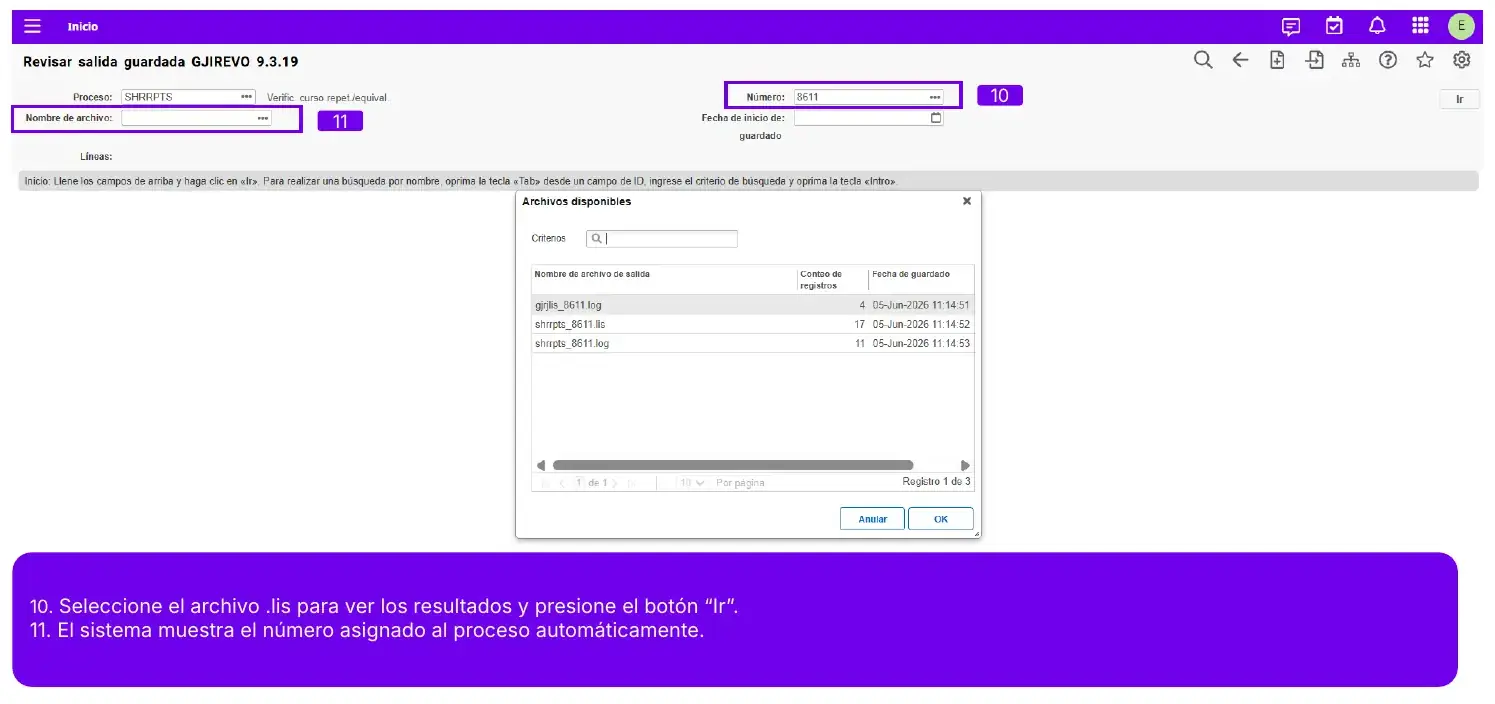 Inicio
E
Revisar salida guardada GJIREVO 9.3.19
Proceso: SHRRPTS ••• Verific. curso repet./equival.
Número: 8611 •••
10
Ir
Nombre de archivo: •••
11
Fecha de inicio de:
guardado
Líneas:
Inicio: Llene los campos de arriba y haga clic en «Ir». Para realizar una búsqueda por nombre, oprima la tecla «Tab» desde un campo de ID, ingrese el criterio de búsqueda y oprima la tecla «Intro».
Archivos disponibles
Criterios
Nombre de archivo de salida
Conteo de
registros
Fecha de guardado
gjrjlis_8611.log 4 05-Jun-2026 11:14:51
shrrpts_8611.lis 17 05-Jun-2026 11:14:52
shrrpts_8611.log 11 05-Jun-2026 11:14:53
1 de 1 10 Por página Registro 1 de 3
Anular OK
10. Seleccione el archivo .lis para ver los resultados y presione el botón “Ir”.
11. El sistema muestra el número asignado al proceso automáticamente.